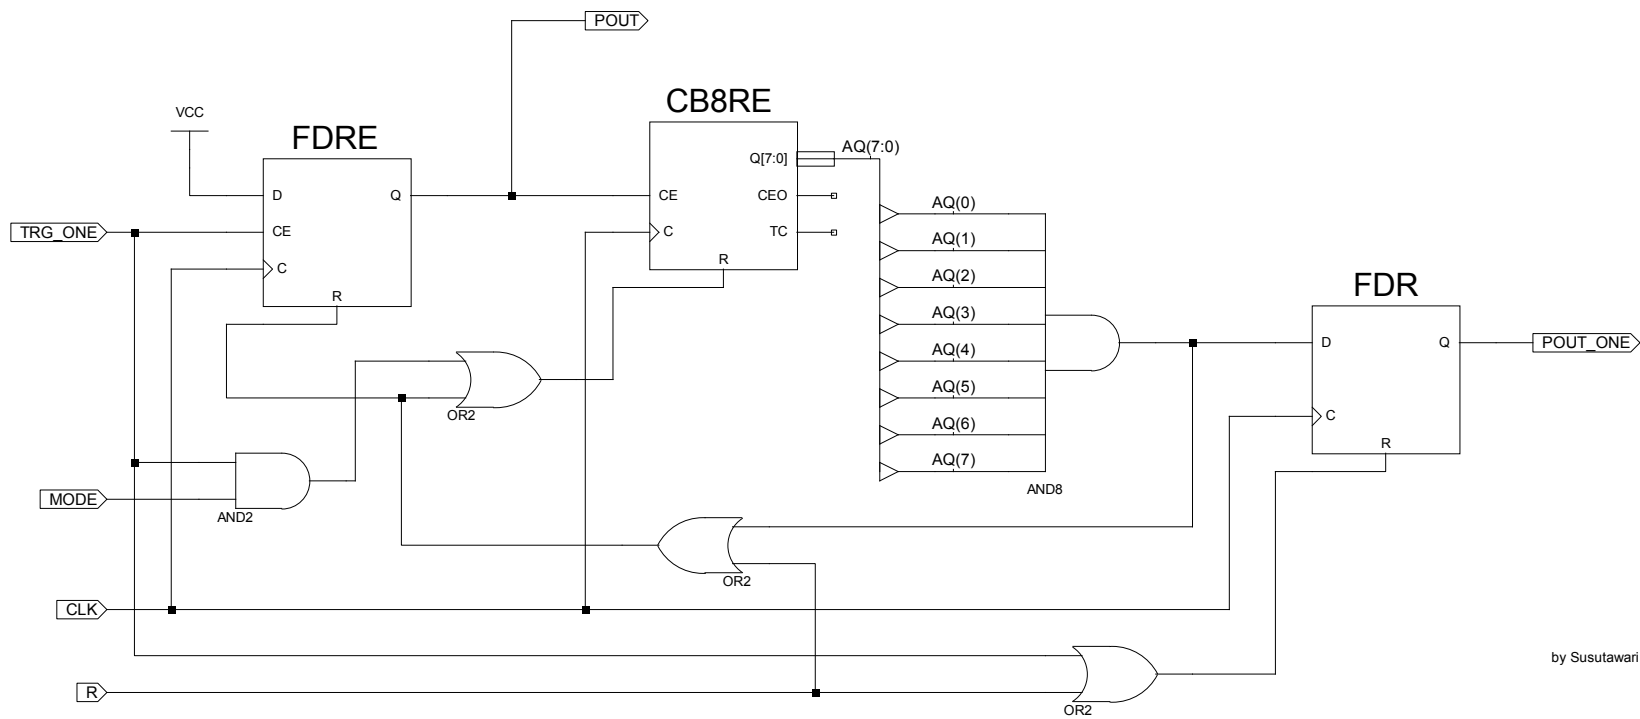 POUT
CB8RE
VCC
FDRE
Q[7:0]
AQ(7:0)
D
Q
CE
CEO
AQ(0)
TRG_ONE
CE
C
TC
AQ(1)
C
R
AQ(2)
FDR
R
AQ(3)
D
Q
POUT_ONE
AQ(4)
AQ(5)
OR2
C
AQ(6)
R
AQ(7)
AND8
MODE
AND2
OR2
CLK
by Susutawari
R
OR2